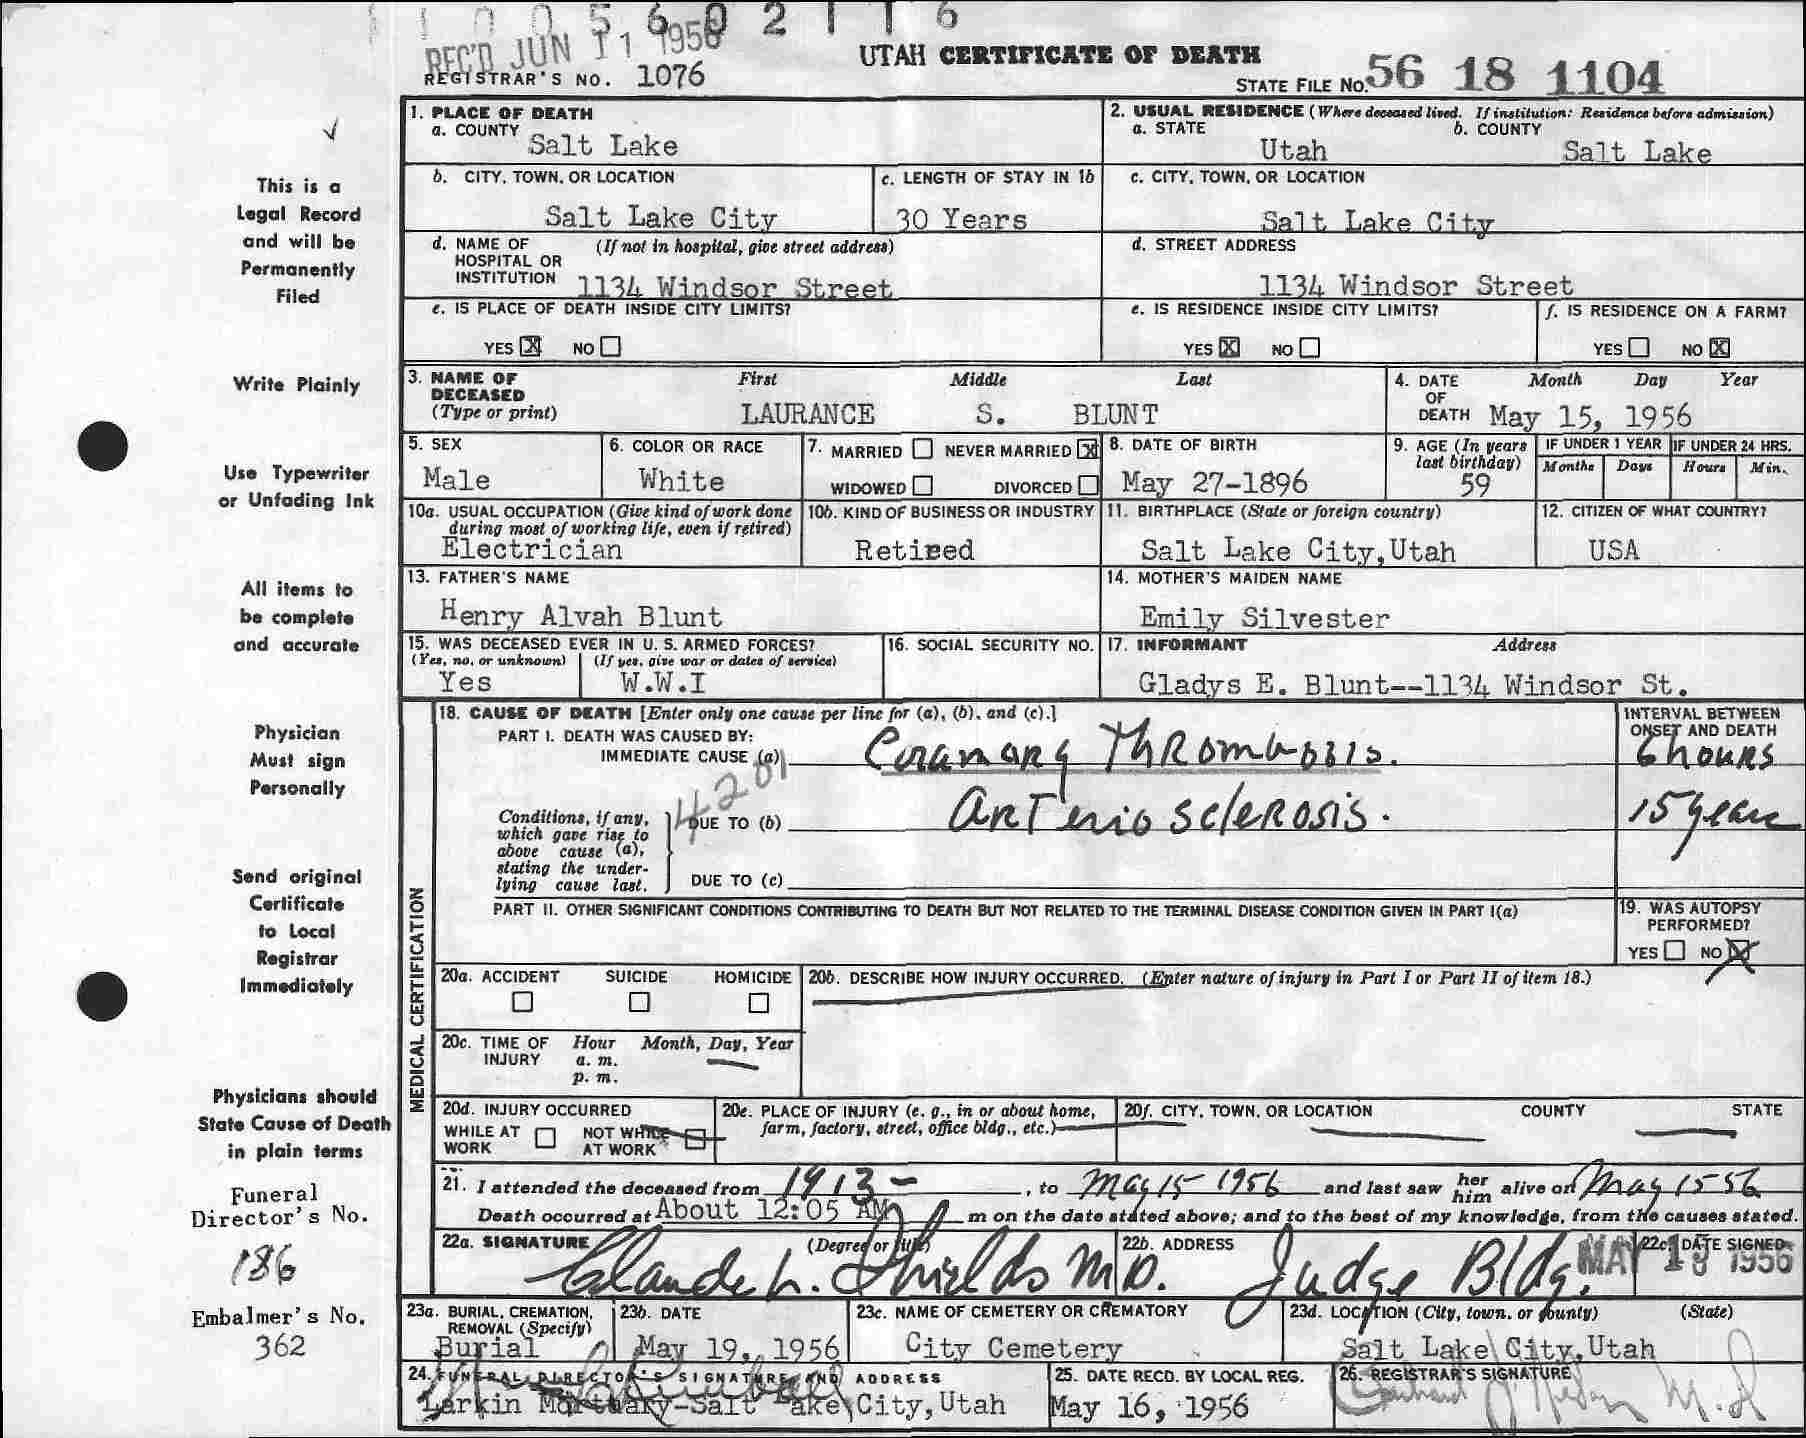 1 0 0 5 6 0 2 1 1 6
REC'D JUN 11 1956
UTAH CERTIFICATE OF DEATH
REGISTRAR'S NO. 1076
STATE FILE NO. 56 18 1104
This is a
Legal Record
and will be
Permanently
Filed
Write Plainly
Use Typewriter
or Unfading Ink
All items to
be complete
and accurate
Physician
Must sign
Personally
Send original
Certificate
to Local
Registrar
Immediately
Physicians should
State Cause of Death
in plain terms
Funeral
Director's No.
186
Embalmer's No.
362
1. PLACE OF DEATH
a. COUNTY
Salt Lake
2. USUAL RESIDENCE (Where deceased lived. If institution: Residence before admission)
a. STATE b. COUNTY
Utah Salt Lake
b. CITY, TOWN, OR LOCATION
Salt Lake City
c. LENGTH OF STAY IN 1b
30 Years
c. CITY, TOWN, OR LOCATION
Salt Lake City
d. NAME OF (If not in hospital, give street address)
HOSPITAL OR
INSTITUTION 1134 Windsor Street
d. STREET ADDRESS
1134 Windsor Street
e. IS PLACE OF DEATH INSIDE CITY LIMITS?
YES X NO
e. IS RESIDENCE INSIDE CITY LIMITS?
YES X NO
f. IS RESIDENCE ON A FARM?
YES NO X
3. NAME OF DECEASED
(Type or print)
First Middle Last
LAURANCE S. BLUNT
4. DATE OF DEATH
Month Day Year
May 15, 1956
5. SEX
Male
6. COLOR OR RACE
White
7. MARRIED NEVER MARRIED X
WIDOWED DIVORCED
8. DATE OF BIRTH
May 27-1896
9. AGE (In years
last birthday)
59
IF UNDER 1 YEAR
Months Days
IF UNDER 24 HRS.
Hours Min.
10a. USUAL OCCUPATION (Give kind of work done
during most of working life, even if retired)
Electrician
10b. KIND OF BUSINESS OR INDUSTRY
Retired
11. BIRTHPLACE (State or foreign country)
Salt Lake City, Utah
12. CITIZEN OF WHAT COUNTRY?
USA
13. FATHER'S NAME
Henry Alvah Blunt
14. MOTHER'S MAIDEN NAME
Emily Silvester
15. WAS DECEASED EVER IN U. S. ARMED FORCES?
(Yes, no, or unknown) (If yes, give war or dates of service)
Yes W.W.I
16. SOCIAL SECURITY NO.
17. INFORMANT Address
Gladys E. Blunt--1134 Windsor St.
MEDICAL CERTIFICATION
18. CAUSE OF DEATH [Enter only one cause per line for (a), (b), and (c).]
INTERVAL BETWEEN
ONSET AND DEATH
PART I. DEATH WAS CAUSED BY:
IMMEDIATE CAUSE (a) Coronary Thrombosis. 6 hours
4201
Conditions, if any,
which gave rise to
above cause (a),
stating the under-
lying cause last.
DUE TO (b) Arteriosclerosis. 15 years
DUE TO (c)
PART II. OTHER SIGNIFICANT CONDITIONS CONTRIBUTING TO DEATH BUT NOT RELATED TO THE TERMINAL DISEASE CONDITION GIVEN IN PART I(a)
19. WAS AUTOPSY
PERFORMED?
YES NO X
20a. ACCIDENT SUICIDE HOMICIDE
20b. DESCRIBE HOW INJURY OCCURRED. (Enter nature of injury in Part I or Part II of item 18.)
20c. TIME OF INJURY
Hour Month, Day, Year
a. m.
p. m.
20d. INJURY OCCURRED
WHILE AT WORK NOT WHILE AT WORK
20e. PLACE OF INJURY (e. g., in or about home,
farm, factory, street, office bldg., etc.)
20f. CITY, TOWN, OR LOCATION COUNTY STATE
21. I attended the deceased from 1913-, to May 15 1956 and last saw her him alive on May 15 56
Death occurred at About 12:05 AM m on the date stated above; and to the best of my knowledge, from the causes stated.
22a. SIGNATURE (Degree or title)
Claude L. Shields M.D.
22b. ADDRESS
Judge Bldg.
22c. DATE SIGNED
MAY 18 1956
23a. BURIAL, CREMATION,
REMOVAL (Specify)
Burial
23b. DATE
May 19, 1956
23c. NAME OF CEMETERY OR CREMATORY
City Cemetery
23d. LOCATION (City, town, or county) (State)
Salt Lake City, Utah
24. FUNERAL DIRECTOR'S SIGNATURE AND ADDRESS
Larkin Mortuary-Salt Lake City, Utah
25. DATE RECD. BY LOCAL REG.
May 16, 1956
26. REGISTRAR'S SIGNATURE